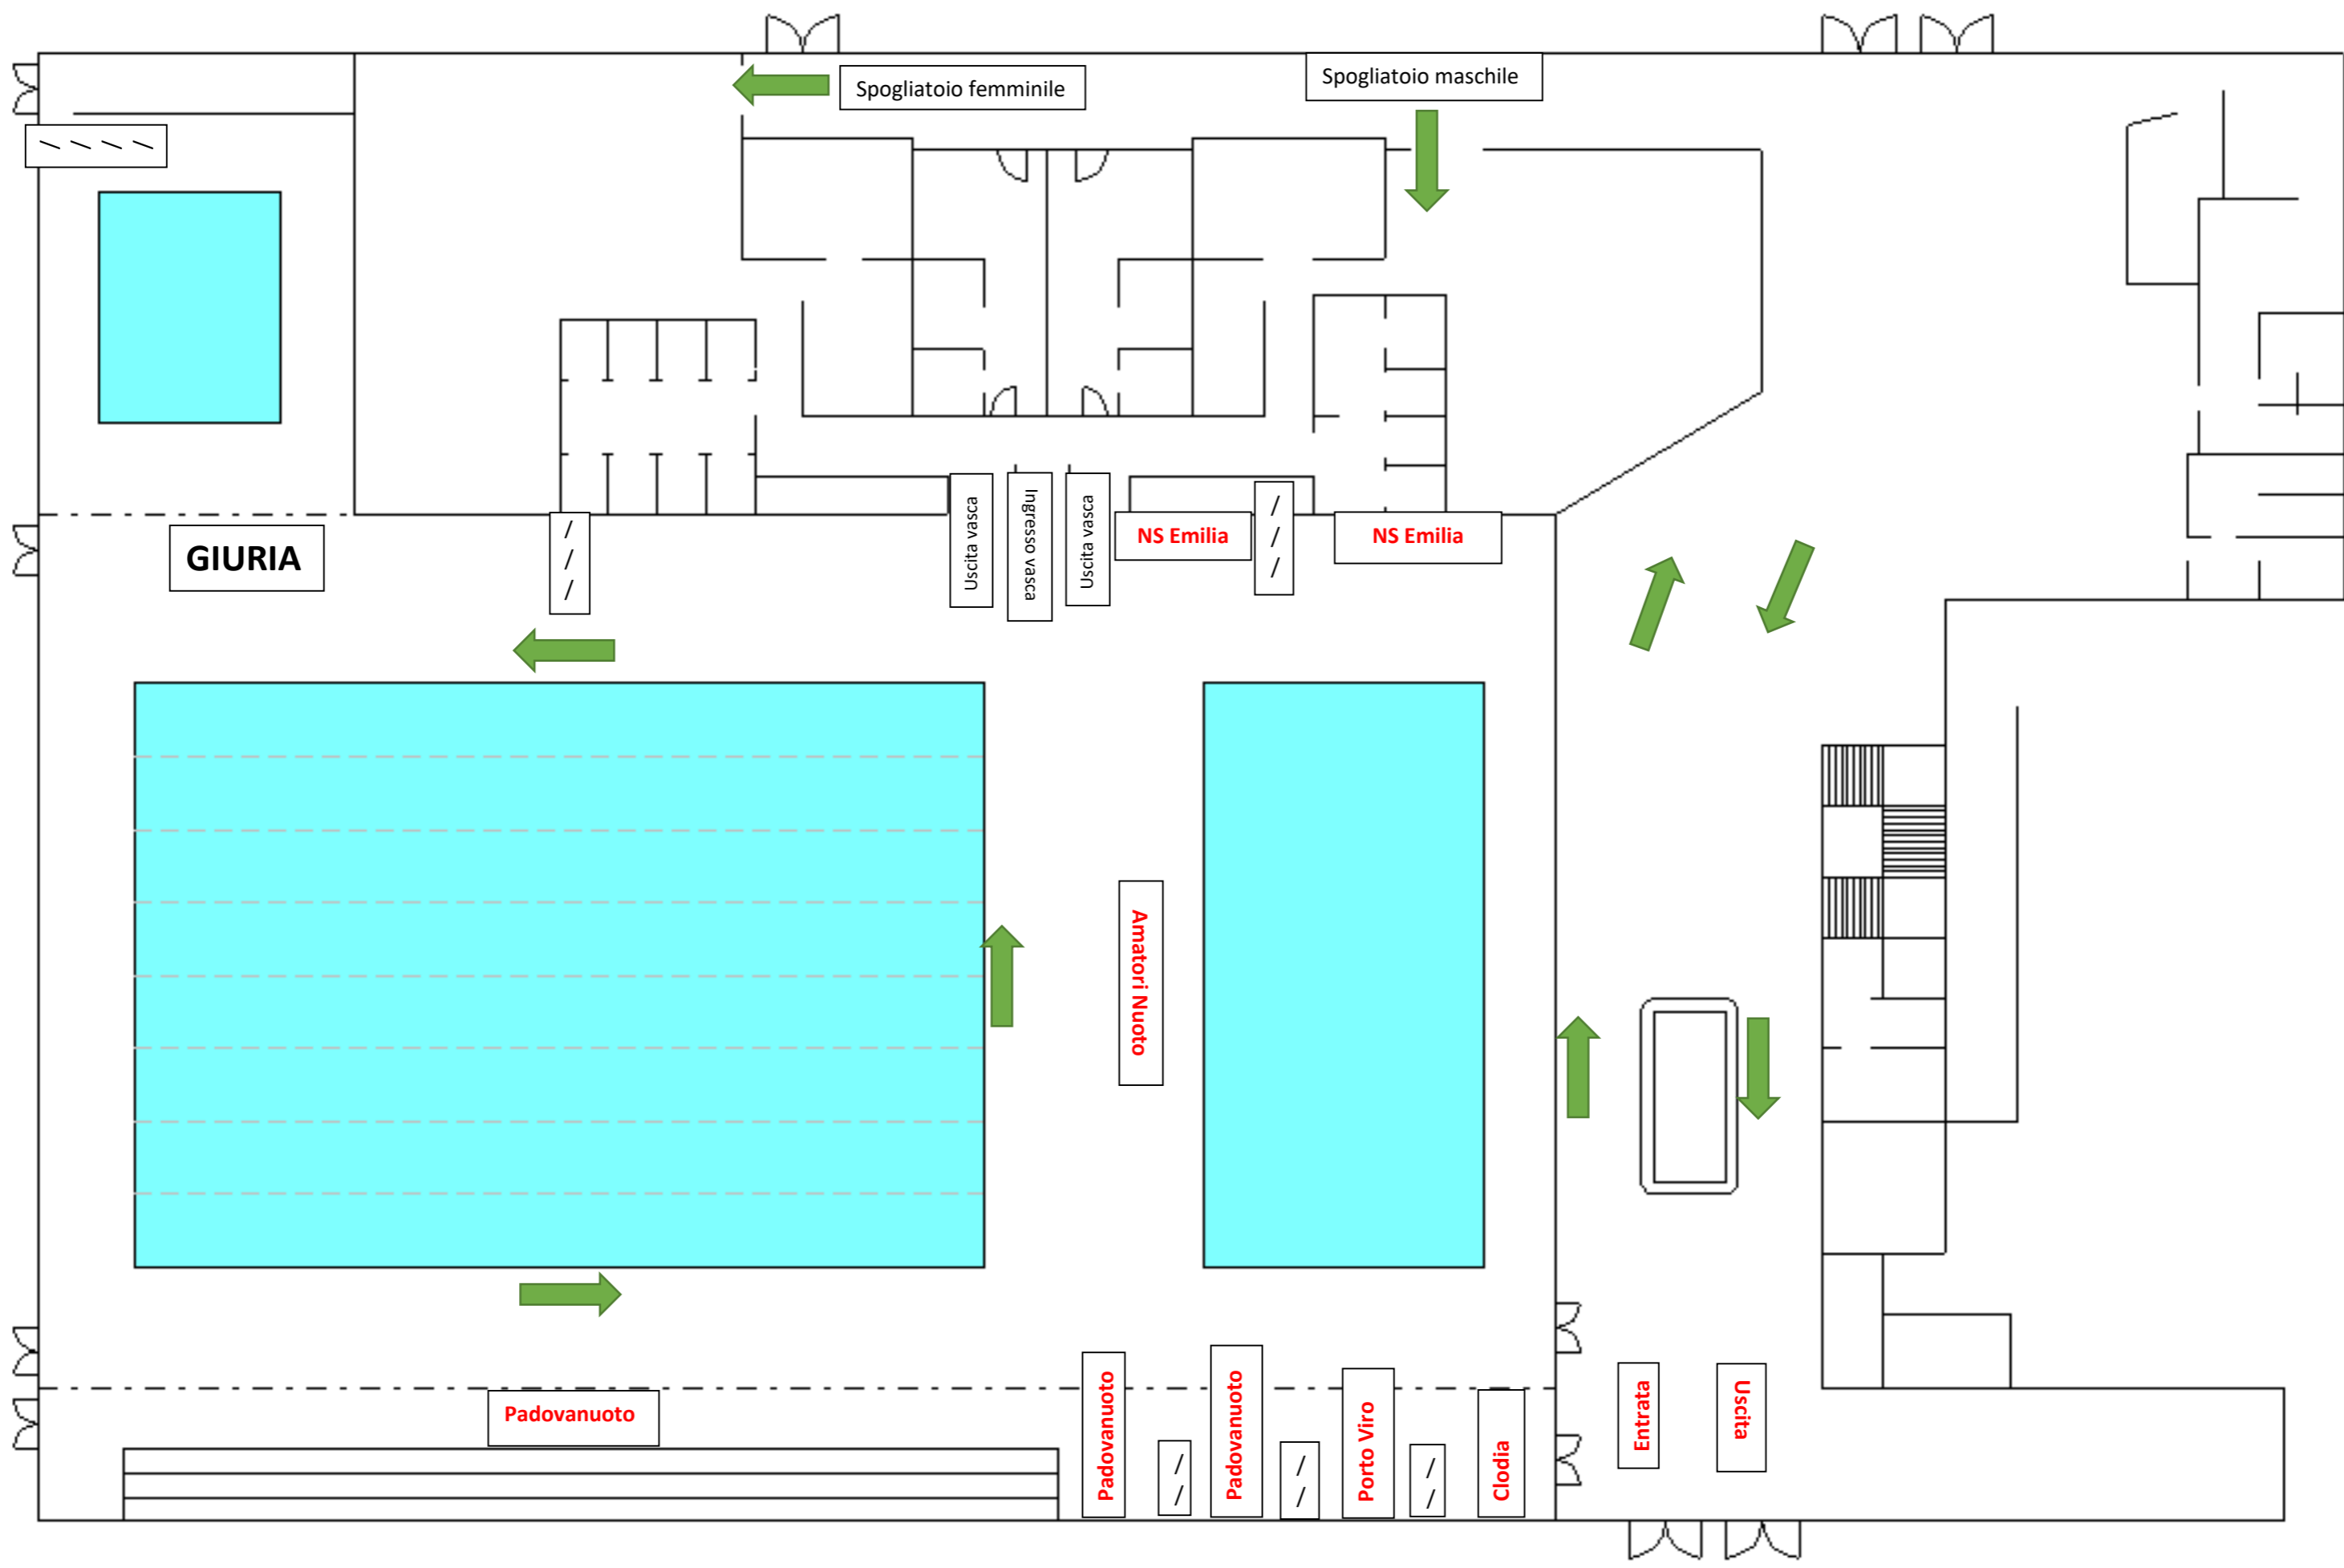 Spogliatoio femminile
Spogliatoio maschile
\ \ \ \
GIURIA
/
/
/
Uscita vasca
Ingresso vasca
Uscita vasca
NS Emilia
/
/
/
NS Emilia
Amatori Nuoto
Padovanuoto
Padovanuoto
/
/
Padovanuoto
/
/
Porto Viro
/
/
Clodia
Entrata
Uscita